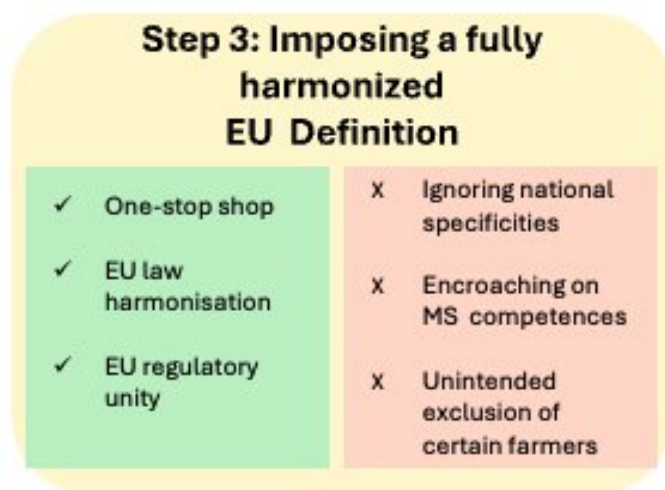 Step 3: Imposing a fully
harmonized
EU Definition
✓ One-stop shop
✓ EU law
harmonisation
✓ EU regulatory
unity
X Ignoring national
specificities
X Encroaching on
MS competences
X Unintended
exclusion of
certain farmers